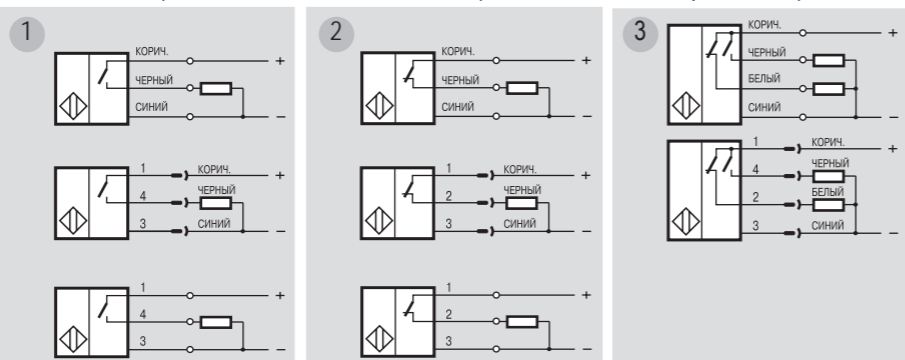 1
КОРИЧ.
+
ЧЕРНЫЙ
СИНИЙ
–
1
КОРИЧ.
+
4
ЧЕРНЫЙ
3
СИНИЙ
–
1
+
4
3
–
2
КОРИЧ.
+
ЧЕРНЫЙ
СИНИЙ
–
1
КОРИЧ.
+
2
ЧЕРНЫЙ
3
СИНИЙ
–
1
+
2
3
–
3
КОРИЧ.
+
ЧЕРНЫЙ
БЕЛЫЙ
СИНИЙ
–
1
КОРИЧ.
+
4
ЧЕРНЫЙ
2
БЕЛЫЙ
3
СИНИЙ
–